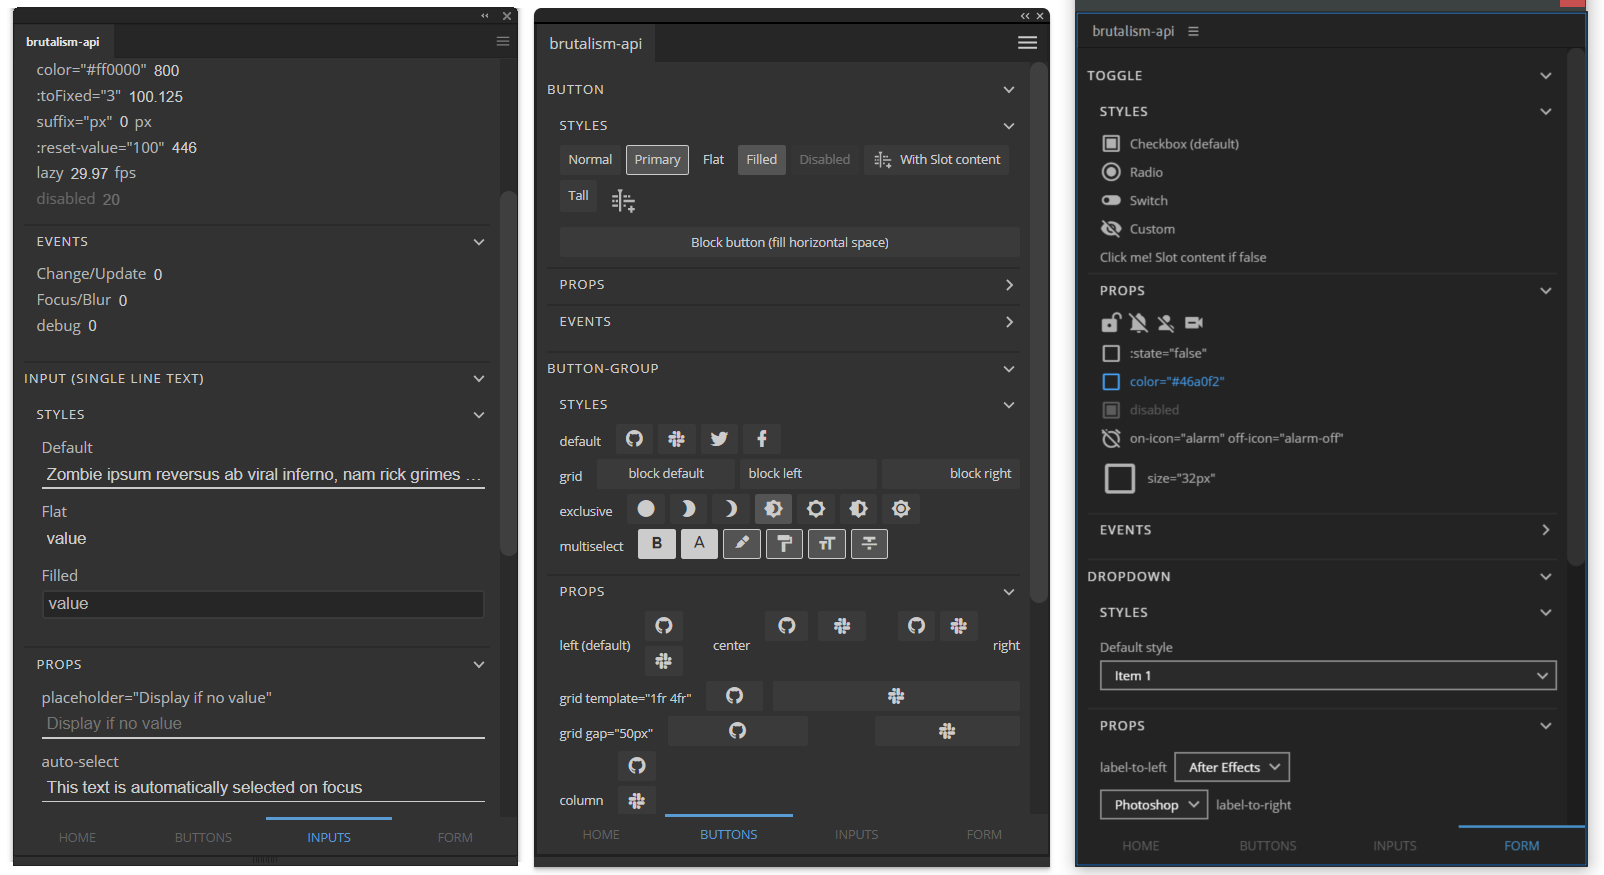 brutalism-api
color="#ff0000" 800
:toFixed="3" 100.125
suffix="px" 0 px
:reset-value="100" 446
lazy 29.97 fps
disabled 20
EVENTS
Change/Update 0
Focus/Blur 0
debug 0
INPUT (SINGLE LINE TEXT)
STYLES
Default
Zombie ipsum reversus ab viral inferno, nam rick grimes ...
Flat
value
Filled
value
PROPS
placeholder="Display if no value"
Display if no value
auto-select
This text is automatically selected on focus
HOME BUTTONS INPUTS FORM
brutalism-api
BUTTON
STYLES
Normal Primary Flat Filled Disabled With Slot content
Tall
Block button (fill horizontal space)
PROPS
EVENTS
BUTTON-GROUP
STYLES
default
grid block default block left block right
exclusive
multiselect B A
PROPS
left (default) center right
grid template="1fr 4fr"
grid gap="50px"
column
HOME BUTTONS INPUTS FORM
brutalism-api
TOGGLE
STYLES
Checkbox (default)
Radio
Switch
Custom
Click me! Slot content if false
PROPS
:state="false"
color="#46a0f2"
disabled
on-icon="alarm" off-icon="alarm-off"
size="32px"
EVENTS
DROPDOWN
STYLES
Default style
Item 1
PROPS
label-to-left After Effects
Photoshop label-to-right
HOME BUTTONS INPUTS FORM